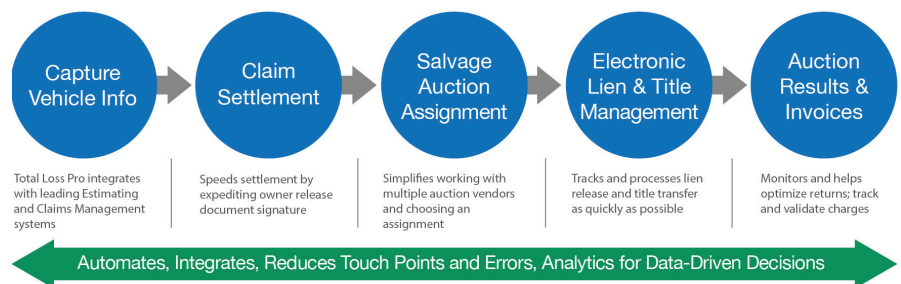 Capture
Vehicle Info
Claim
Settlement
Salvage
Auction
Assignment
Electronic
Lien & Title
Management
Auction
Results &
Invoices
Total Loss Pro integrates
with leading Estimating
and Claims Management
systems
Speeds settlement by
expediting owner release
document signature
Simplifies working with
multiple auction vendors
and choosing an
assignment
Tracks and processes lien
release and title transfer
as quickly as possible
Monitors and helps
optimize returns; track
and validate charges
Automates, Integrates, Reduces Touch Points and Errors, Analytics for Data-Driven Decisions